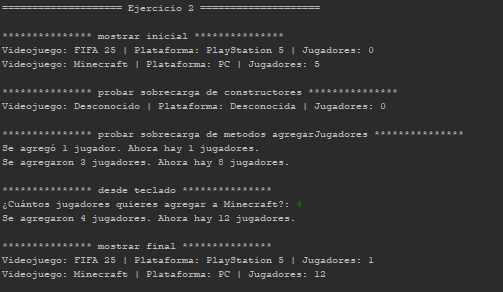 ==================== Ejercicio 2 ====================
*************** mostrar inicial ***************
Videojuego: FIFA 25 | Plataforma: PlayStation 5 | Jugadores: 0
Videojuego: Minecraft | Plataforma: PC | Jugadores: 5
*************** probar sobrecarga de constructores ***************
Videojuego: Desconocido | Plataforma: Desconocida | Jugadores: 0
*************** probar sobrecarga de metodos agregarJugadores ***************
Se agregó 1 jugador. Ahora hay 1 jugadores.
Se agregaron 3 jugadores. Ahora hay 8 jugadores.
*************** desde teclado ***************
¿Cuántos jugadores quieres agregar a Minecraft?: 4
Se agregaron 4 jugadores. Ahora hay 12 jugadores.
*************** mostrar final ***************
Videojuego: FIFA 25 | Plataforma: PlayStation 5 | Jugadores: 1
Videojuego: Minecraft | Plataforma: PC | Jugadores: 12